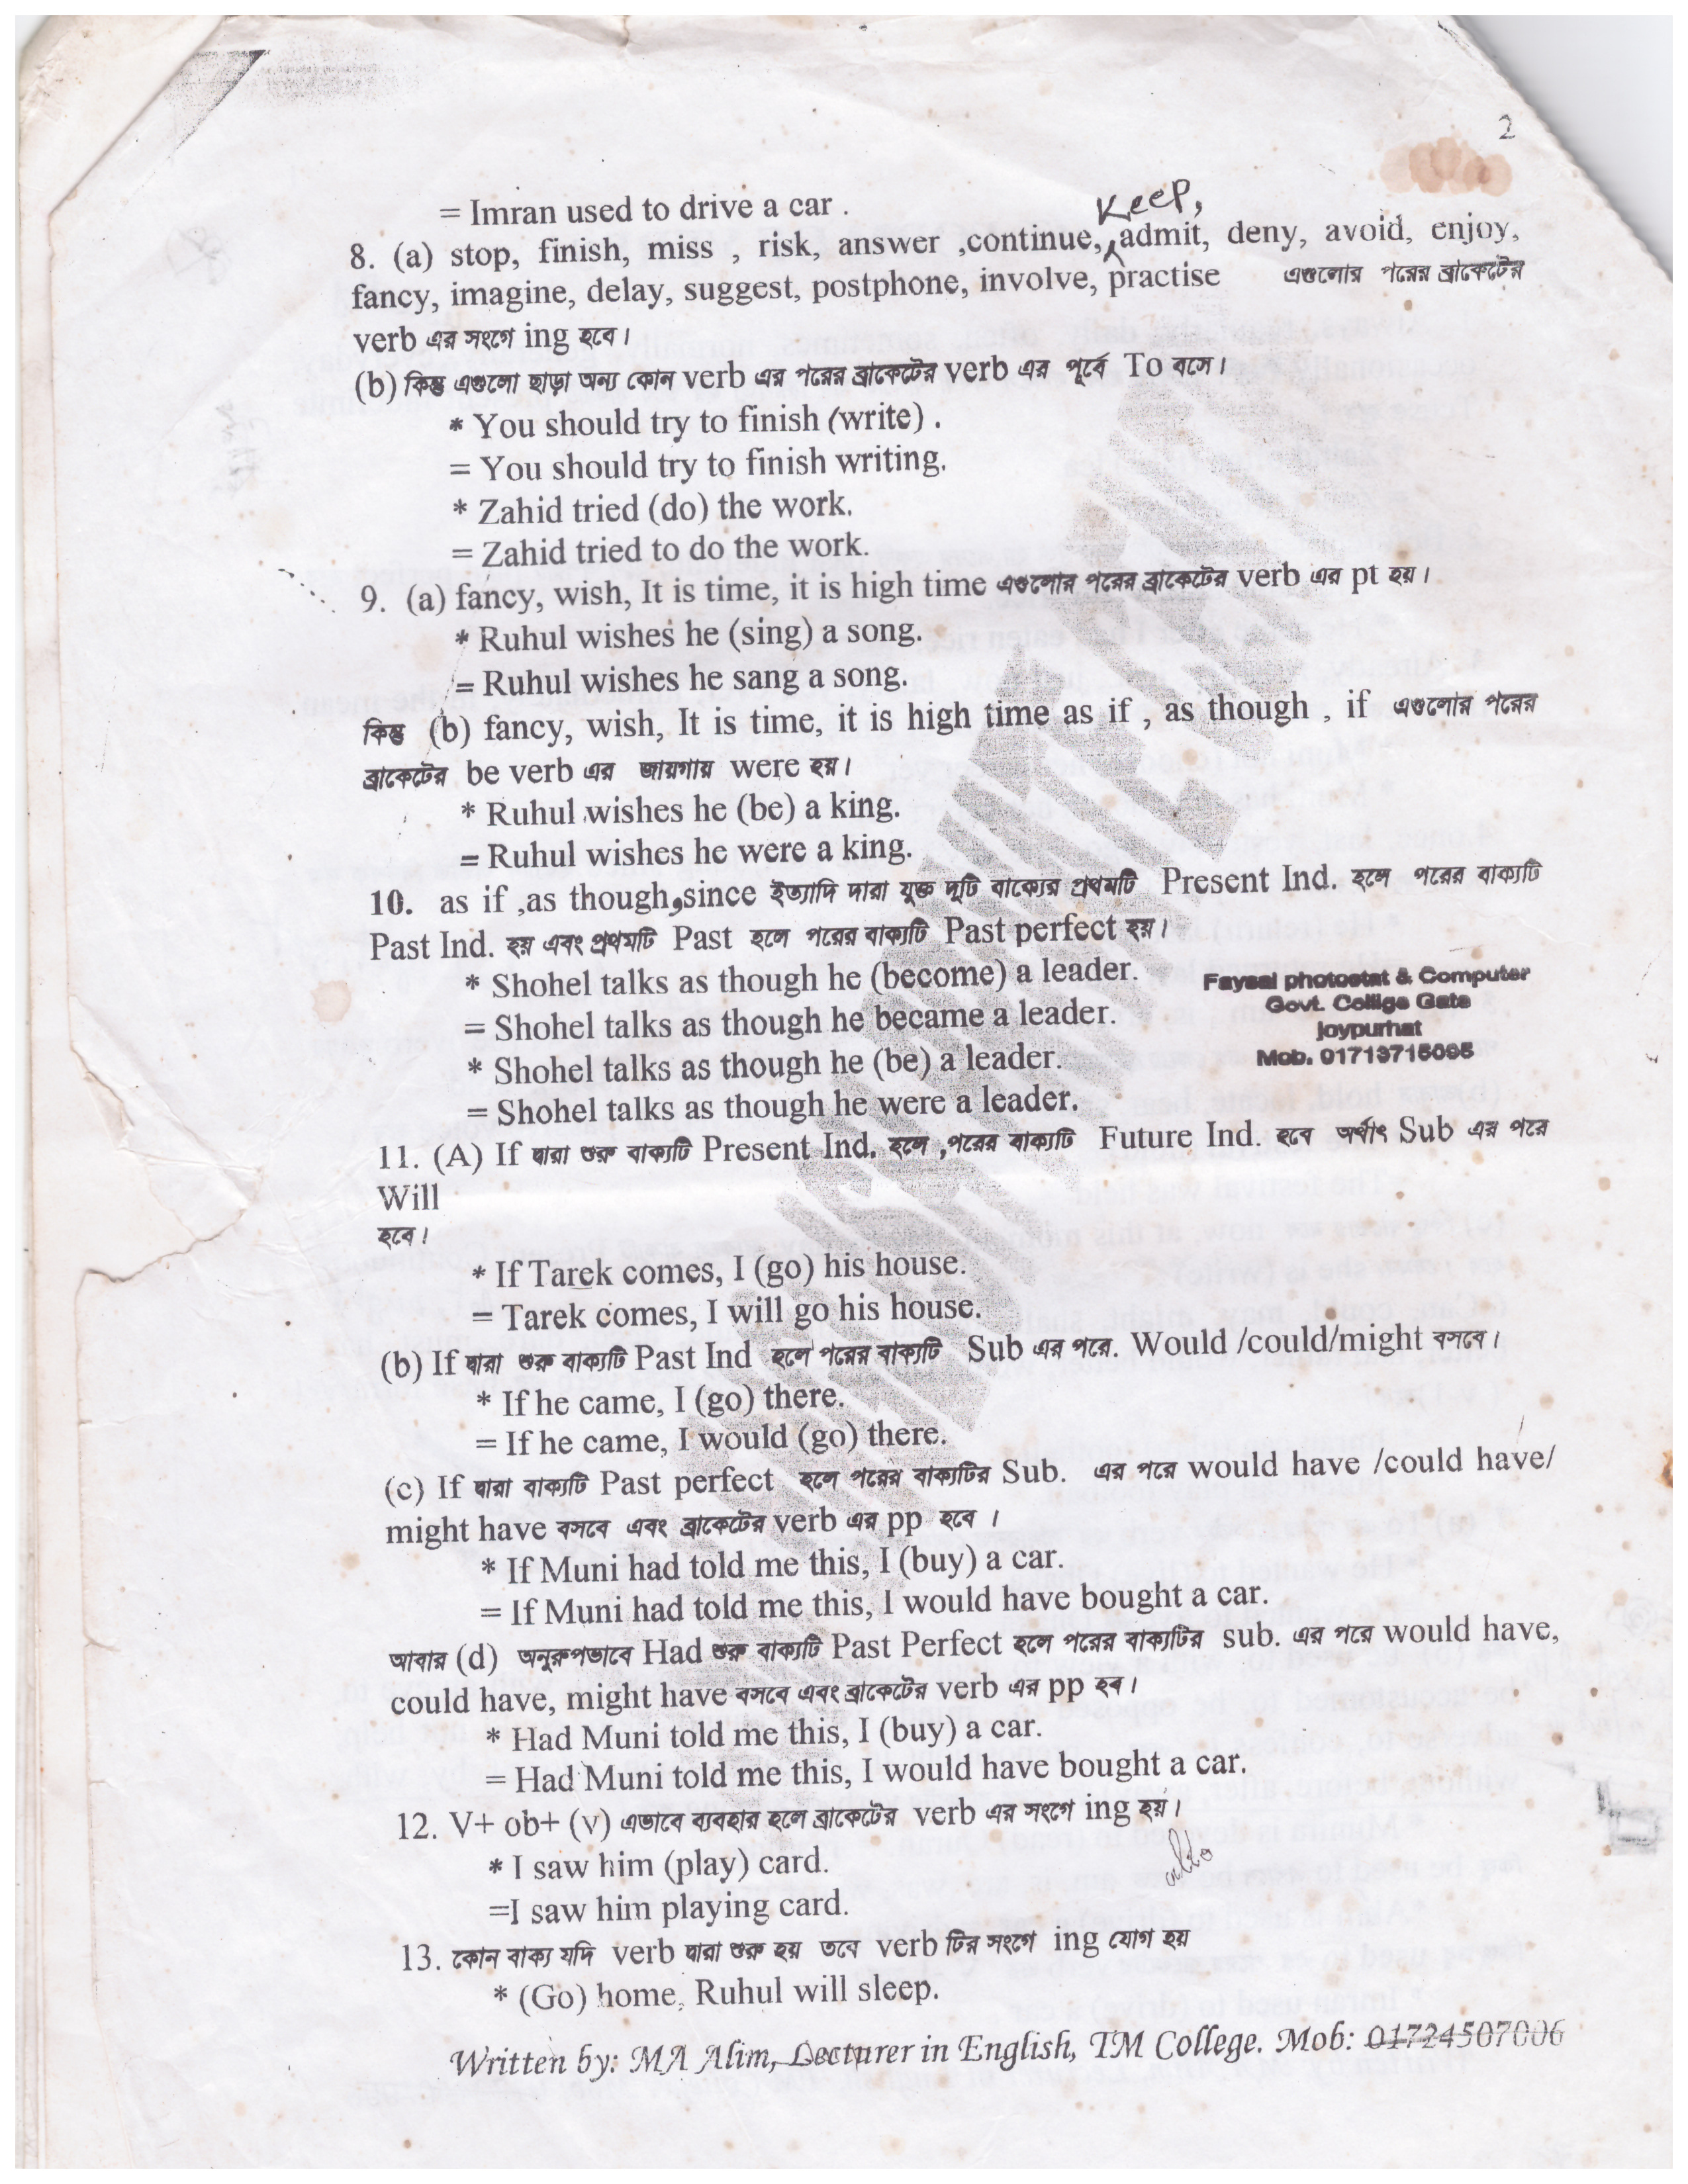 2
= Imran used to drive a car .
Keep,
8. (a) stop, finish, miss , risk, answer ,continue, admit, deny, avoid, enjoy,
fancy, imagine, delay, suggest, postphone, involve, practise এগুলোর পরের ব্রাকেটের
verb এর সংগে ing হবে।
(b) কিন্তু এগুলো ছাড়া অন্য কোন verb এর পরের ব্রাকেটের verb এর পূর্বে To বসে।
* You should try to finish (write) .
= You should try to finish writing.
* Zahid tried (do) the work.
= Zahid tried to do the work.
9. (a) fancy, wish, It is time, it is high time এগুলোর পরের ব্রাকেটের verb এর pt হয়।
* Ruhul wishes he (sing) a song.
= Ruhul wishes he sang a song.
কিন্তু (b) fancy, wish, It is time, it is high time as if , as though , if এগুলোর পরের
ব্রাকেটের be verb এর জায়গায় were হয়।
* Ruhul wishes he (be) a king.
= Ruhul wishes he were a king.
10. as if ,as though,since ইত্যাদি দারা যুক্ত দুটি বাক্যের প্রথমটি Present Ind. হলে পরের বাক্যটি
Past Ind. হয় এবং প্রথমটি Past হলে পরের বাক্যটি Past perfect হয়।
* Shohel talks as though he (become) a leader.
= Shohel talks as though he became a leader.
* Shohel talks as though he (be) a leader.
= Shohel talks as though he were a leader.
Faysal photostat & Computer
Govt. Collige Gate
joypurhat
Mob. 01713715095
11. (A) If দ্বারা শুরু বাক্যটি Present Ind. হলে ,পরের বাক্যটি Future Ind. হবে অর্থাৎ Sub এর পরে
Will
হবে।
* If Tarek comes, I (go) his house.
= Tarek comes, I will go his house.
(b) If দ্বারা শুরু বাক্যটি Past Ind হলে পরের বাক্যটি Sub এর পরে. Would /could/might বসবে।
* If he came, I (go) there.
= If he came, I would (go) there.
(c) If দ্বারা বাক্যটি Past perfect হলে পরের বাক্যটির Sub. এর পরে would have /could have/
might have বসবে এবং ব্রাকেটের verb এর pp হবে ।
* If Muni had told me this, I (buy) a car.
= If Muni had told me this, I would have bought a car.
আবার (d) অনুরুপভাবে Had শুরু বাক্যটি Past Perfect হলে পরের বাক্যটির sub. এর পরে would have,
could have, might have বসবে এবং ব্রাকেটের verb এর pp হব।
* Had Muni told me this, I (buy) a car.
= Had Muni told me this, I would have bought a car.
12. V+ ob+ (v) এভাবে ব্যবহার হলে ব্রাকেটের verb এর সংগে ing হয়।
* I saw him (play) card.
=I saw him playing card.
13. কোন বাক্য যদি verb দ্বারা শুরু হয় তবে verb টির সংগে ing যোগ হয়
* (Go) home, Ruhul will sleep.
Written by: MA Alim, Lecturer in English, TM College. Mob: 01724507006